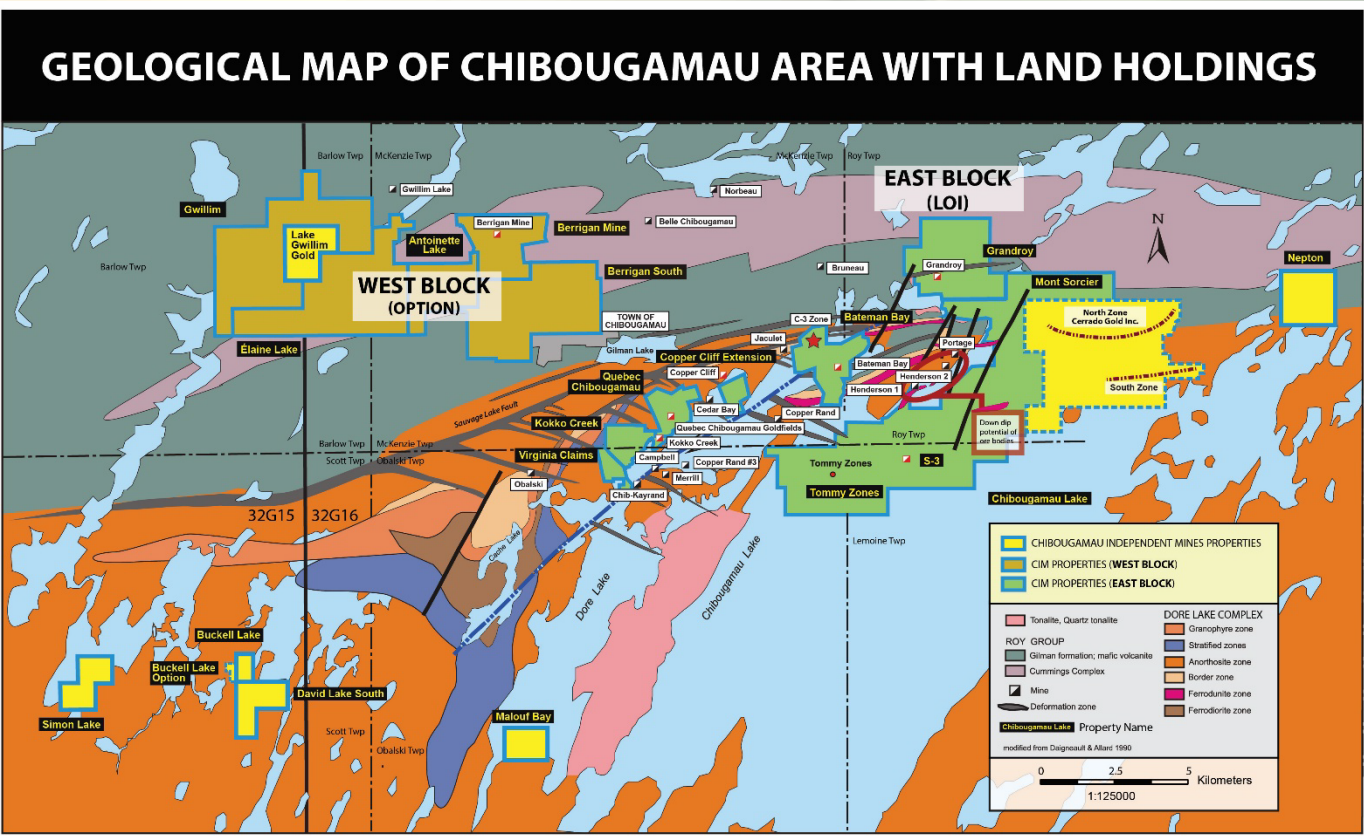 GEOLOGICAL MAP OF CHIBOUGAMAU AREA WITH LAND HOLDINGS
Barlow Twp
McKenzie Twp
McKenzie Twp
Roy Twp
EAST BLOCK
(LOI)
N
Gwillim Lake
Norbeau
Gwillim
Berrigan Mine
Belle Chibougamau
Berrigan Mine
Lake
Gwillim
Gold
Antoinette
Lake
Grandroy
Nepton
Barlow Twp
Berrigan South
Bruneau
Grandroy
WEST BLOCK
(OPTION)
Mont Sorcier
TOWN OF
CHIBOUGAMAU
C-3 Zone
Bateman Bay
North Zone
Cerrado Gold Inc.
Élaine Lake
Gilman Lake
Jaculet
Portage
Copper Cliff Extension
Bateman Bay
Copper Cliff
Henderson 2
Quebec
Chibougamau
Henderson 1
South Zone
Sauvage Lake Fault
Cedar Bay
Copper Rand
Kokko Creek
Quebec Chibougamau Goldfields
Down dip
potential of
ore bodies
Barlow Twp
McKenzie Twp
Kokko Creek
Roy Twp
Scott Twp
Obalski Twp
Virginia Claims
Campbell
Copper Rand #3
Tommy Zones
S-3
Obalski
Merrill
Chib-Kayrand
Tommy Zones
Chibougamau Lake
32G15
32G16
Cache Lake
Lemoine Twp
Dore Lake
Chibougamau Lake
CHIBOUGAMAU INDEPENDENT MINES PROPERTIES
CIM PROPERTIES (WEST BLOCK)
CIM PROPERTIES (EAST BLOCK)
Tonalite, Quartz tonalite
ROY GROUP
Gilman formation; mafic volcanite
Cummings Complex
Mine
Deformation zone
Chibougamau Lake Property Name
modified from Daigneault & Allard 1990
DORE LAKE COMPLEX
Granophyre zone
Stratified zones
Anorthosite zone
Border zone
Ferrodunite zone
Ferrodiorite zone
0 2.5 5
Kilometers
1:125000
Buckell Lake
Buckell Lake
Option
David Lake South
Simon Lake
Malouf Bay
Scott Twp
Obalski Twp